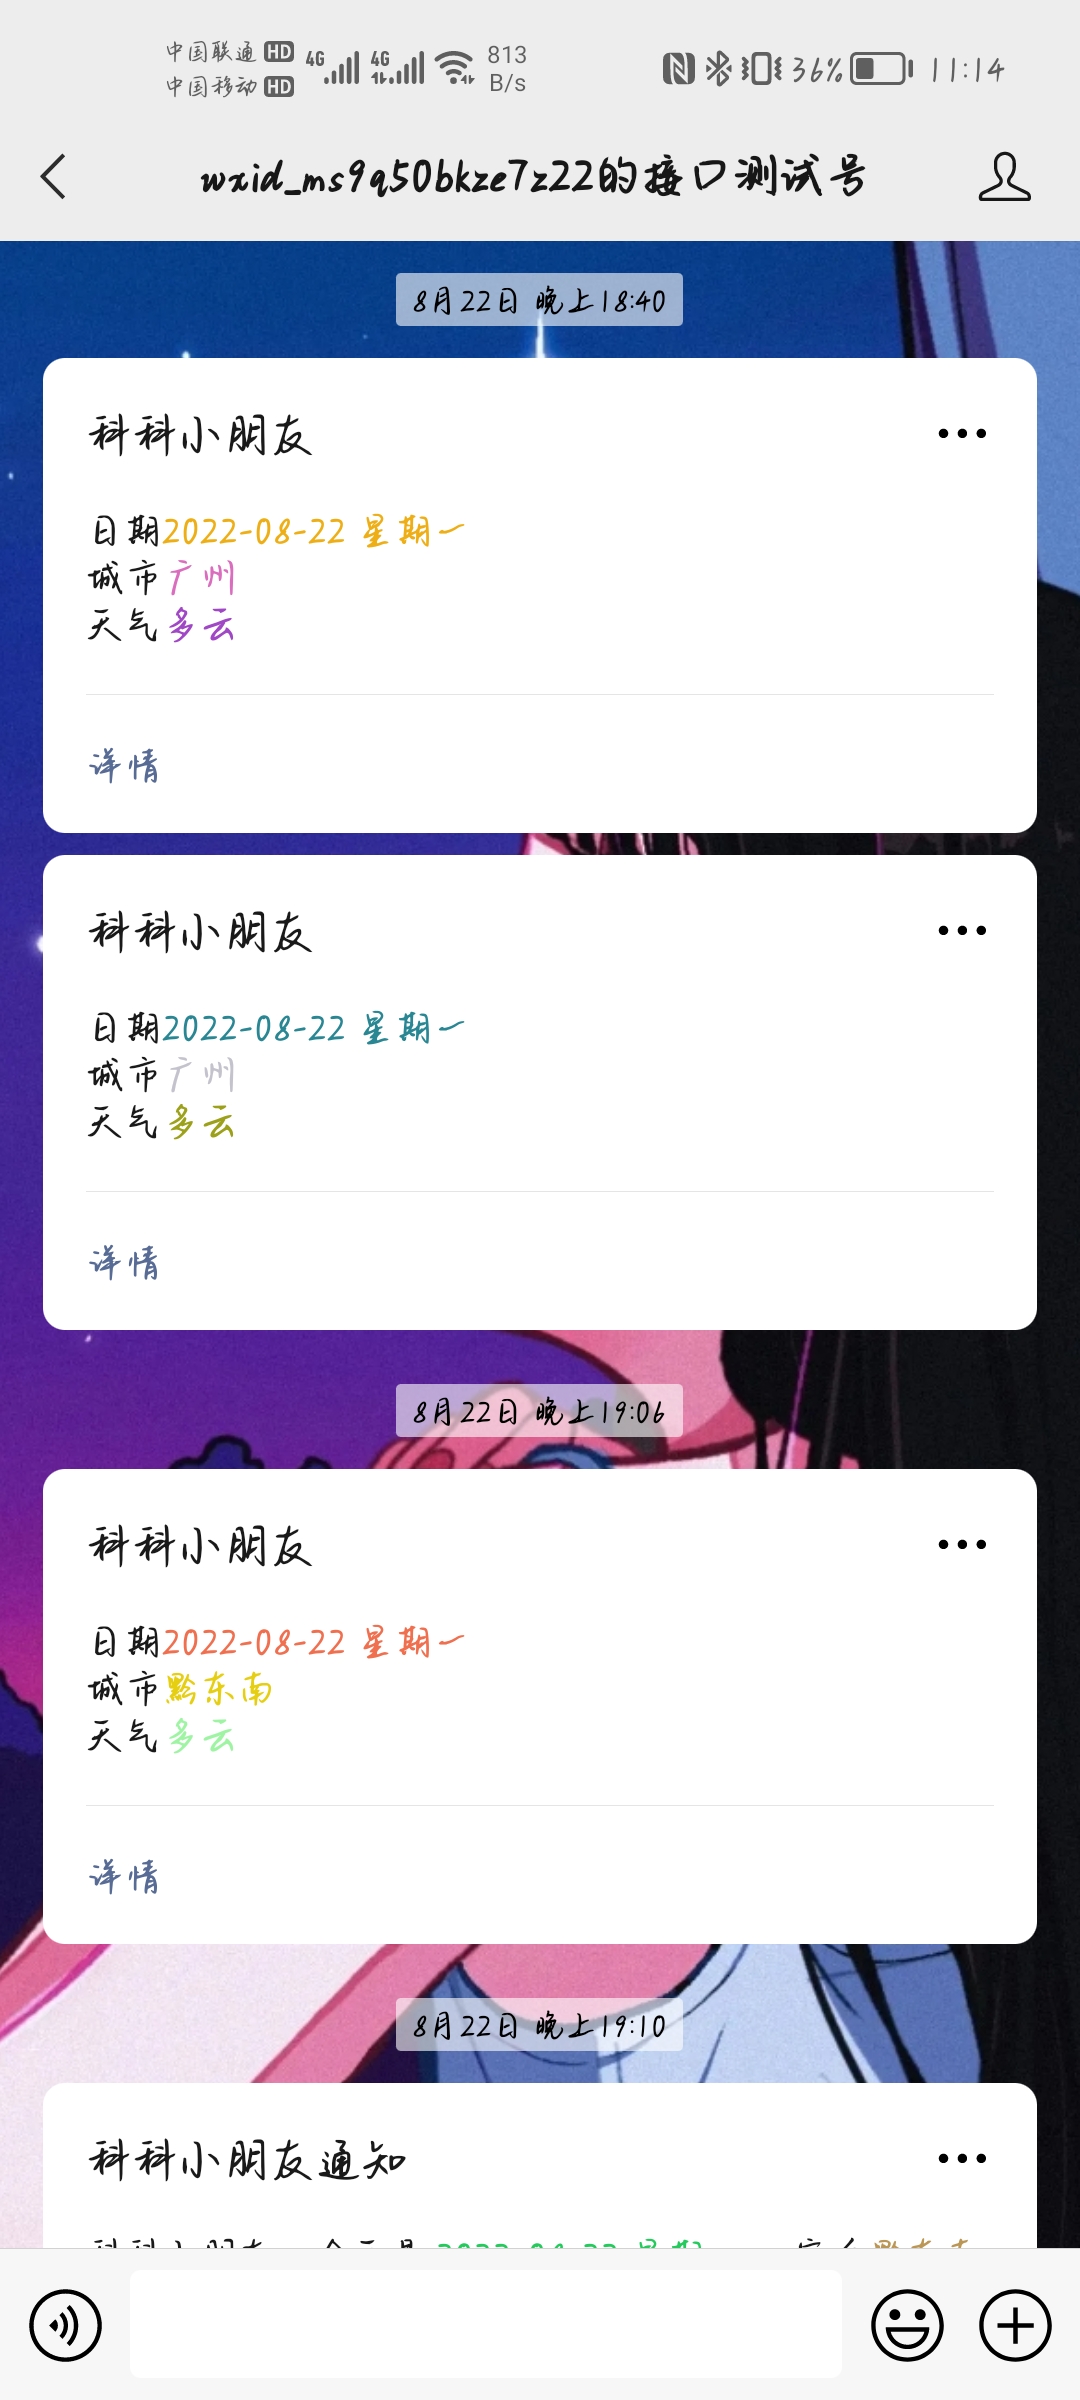 中国联通 HD 4G 4G 813 B/s 36% 11:14
中国移动 HD
wxid_ms9q50bkze7z22的接口测试号
8月22日 晚上18:40
科科小朋友
日期2022-08-22 星期一
城市广州
天气多云
详情
科科小朋友
日期2022-08-22 星期一
城市广州
天气多云
详情
8月22日 晚上19:06
科科小朋友
日期2022-08-22 星期一
城市黔东南
天气多云
详情
8月22日 晚上19:10
科科小朋友通知